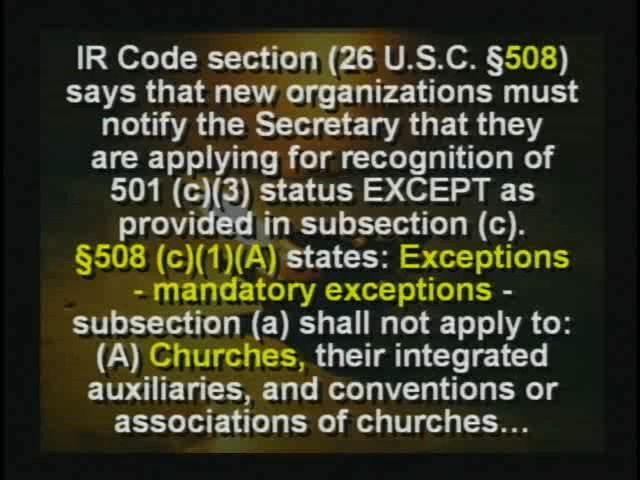 IR Code section (26 U.S.C. §508)
says that new organizations must
notify the Secretary that they
are applying for recognition of
501 (c)(3) status EXCEPT as
provided in subsection (c).
§508 (c)(1)(A) states: Exceptions
- mandatory exceptions -
subsection (a) shall not apply to:
(A) Churches, their integrated
auxiliaries, and conventions or
associations of churches...